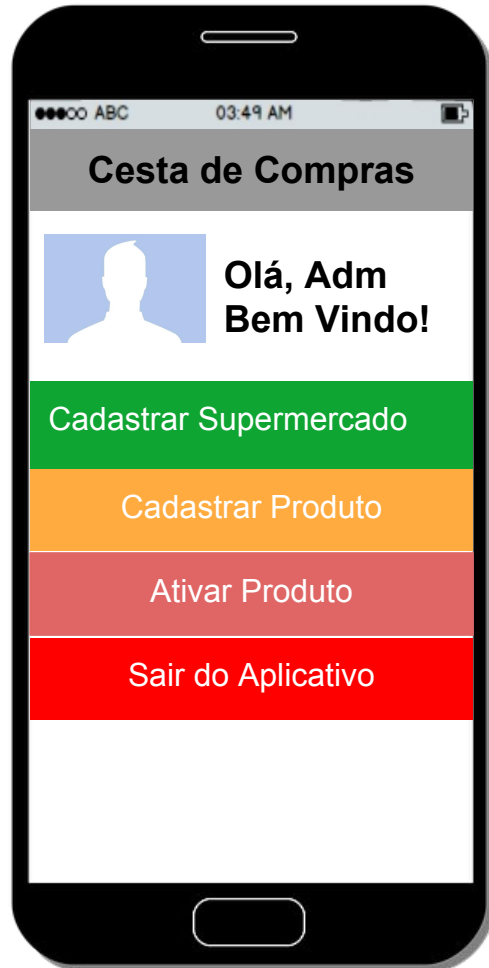 ABC 03:49 AM
Cesta de Compras
Olá, Adm
Bem Vindo!
Cadastrar Supermercado
Cadastrar Produto
Ativar Produto
Sair do Aplicativo